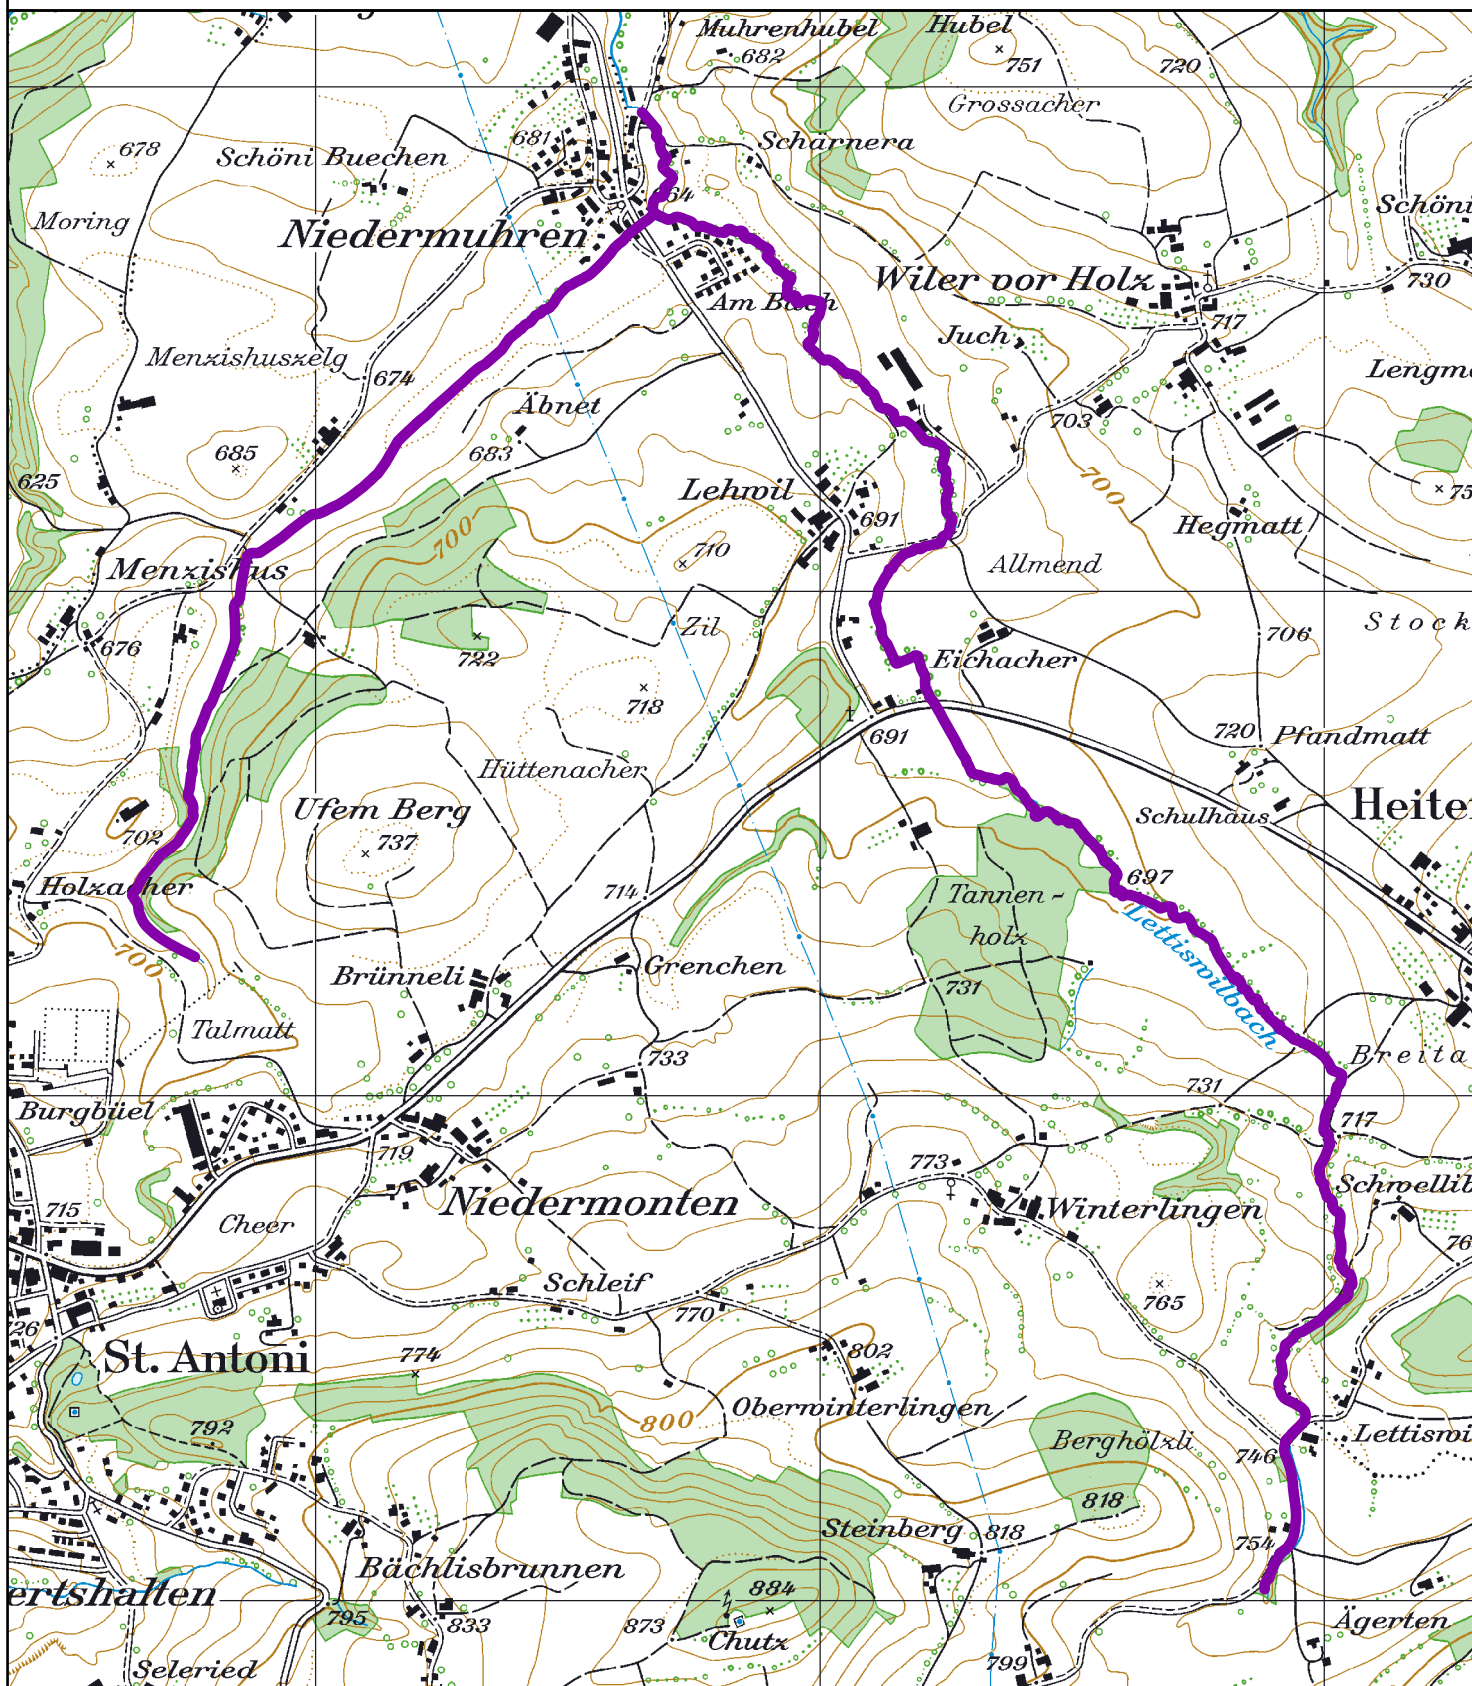 Muhrenhubel
682
Hubel
751
720
Grossacher
678
Schöni Buechen
681
Schärnera
Moring
Niedermuhren
64
Schöni
Wiler vor Holz
730
Am Bach
717
Juch
Menzishuszelg
674
Lengm
Äbnet
703
685
683
625
Lehwil
700
75
691
700
710
Hegmatt
Menzishus
Allmend
Zil
706
Stock
676
722
Eichacher
718
691
720
Pfandmatt
Hüttenacher
Ufem Berg
Schulhaus
Heite
702
737
697
Holzacher
714
Tannen-
holz
Lettiswilbach
700
Brünneli
Grenchen
731
Talmatt
733
Breita
731
Burgbüel
717
719
773
Schwellib
Niedermonten
Winterlingen
715
Cheer
76
Schleif
765
770
726
St. Antoni
774
802
800
Oberwinterlingen
792
Berghölzli
Lettiswi
746
818
Steinberg
818
754
Bächlisbrunnen
884
ertshalten
795
833
873
Chutz
Ägerten
799
Seleried